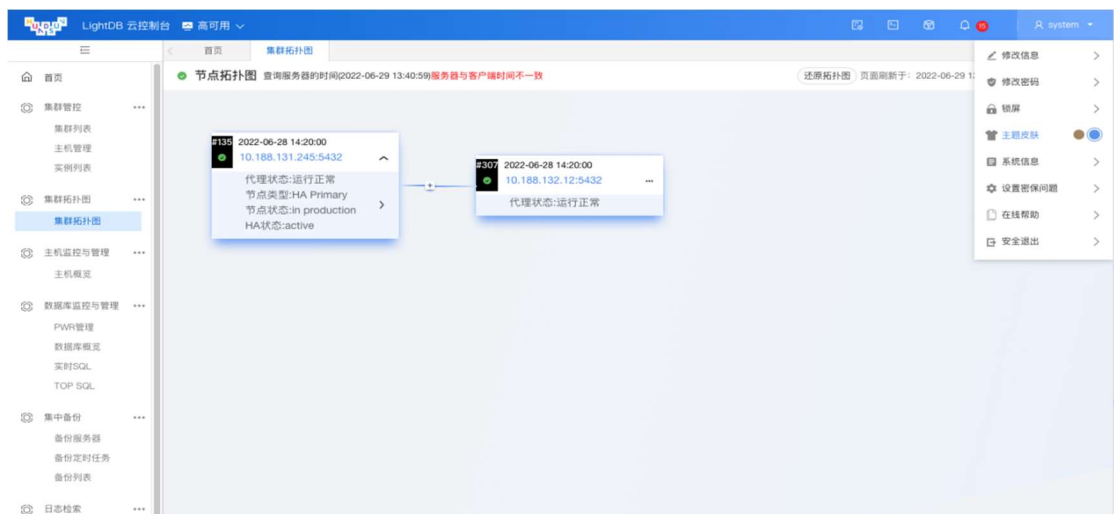 LightDB 云控制台 高可用
15 system
首页 集群拓扑图
节点拓扑图 查询服务器的时间(2022-06-29 13:40:59)服务器与客户端时间不一致
还原拓扑图 页面刷新于: 2022-06-29 1
首页
集群管控
集群列表
主机管理
实例列表
集群拓扑图
集群拓扑图
主机监控与管理
主机概览
数据库监控与管理
PWR管理
数据库概览
实时SQL
TOP SQL
集中备份
备份服务器
备份定时任务
备份列表
日志检索
#135 2022-06-28 14:20:00
10.188.131.245:5432
代理状态:运行正常
节点类型:HA Primary
节点状态:in production
HA状态:active
#307 2022-06-28 14:20:00
10.188.132.12:5432
代理状态:运行正常
修改信息
修改密码
锁屏
主题皮肤
系统信息
设置密保问题
在线帮助
安全退出